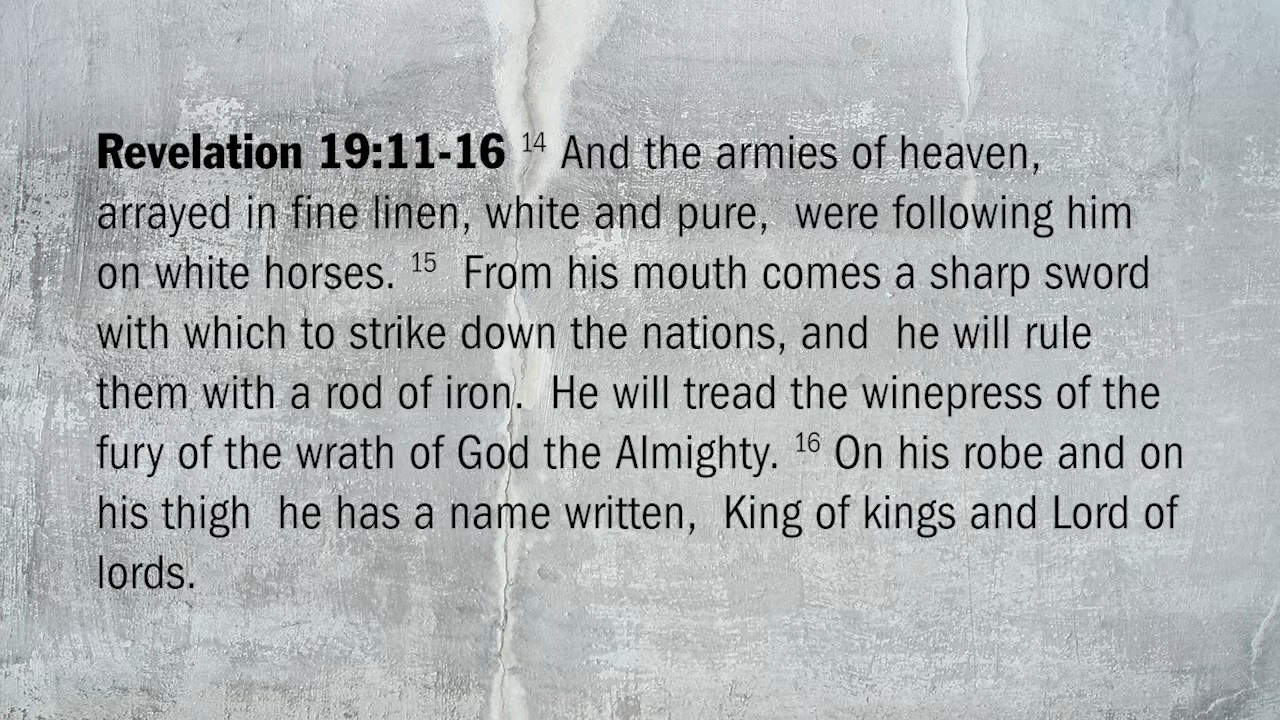 Revelation 19:11-16 14 And the armies of heaven,
arrayed in fine linen, white and pure,  were following him
on white horses. 15  From his mouth comes a sharp sword
with which to strike down the nations, and  he will rule
them with a rod of iron.  He will tread the winepress of the
fury of the wrath of God the Almighty. 16 On his robe and on
his thigh  he has a name written,  King of kings and Lord of
lords.